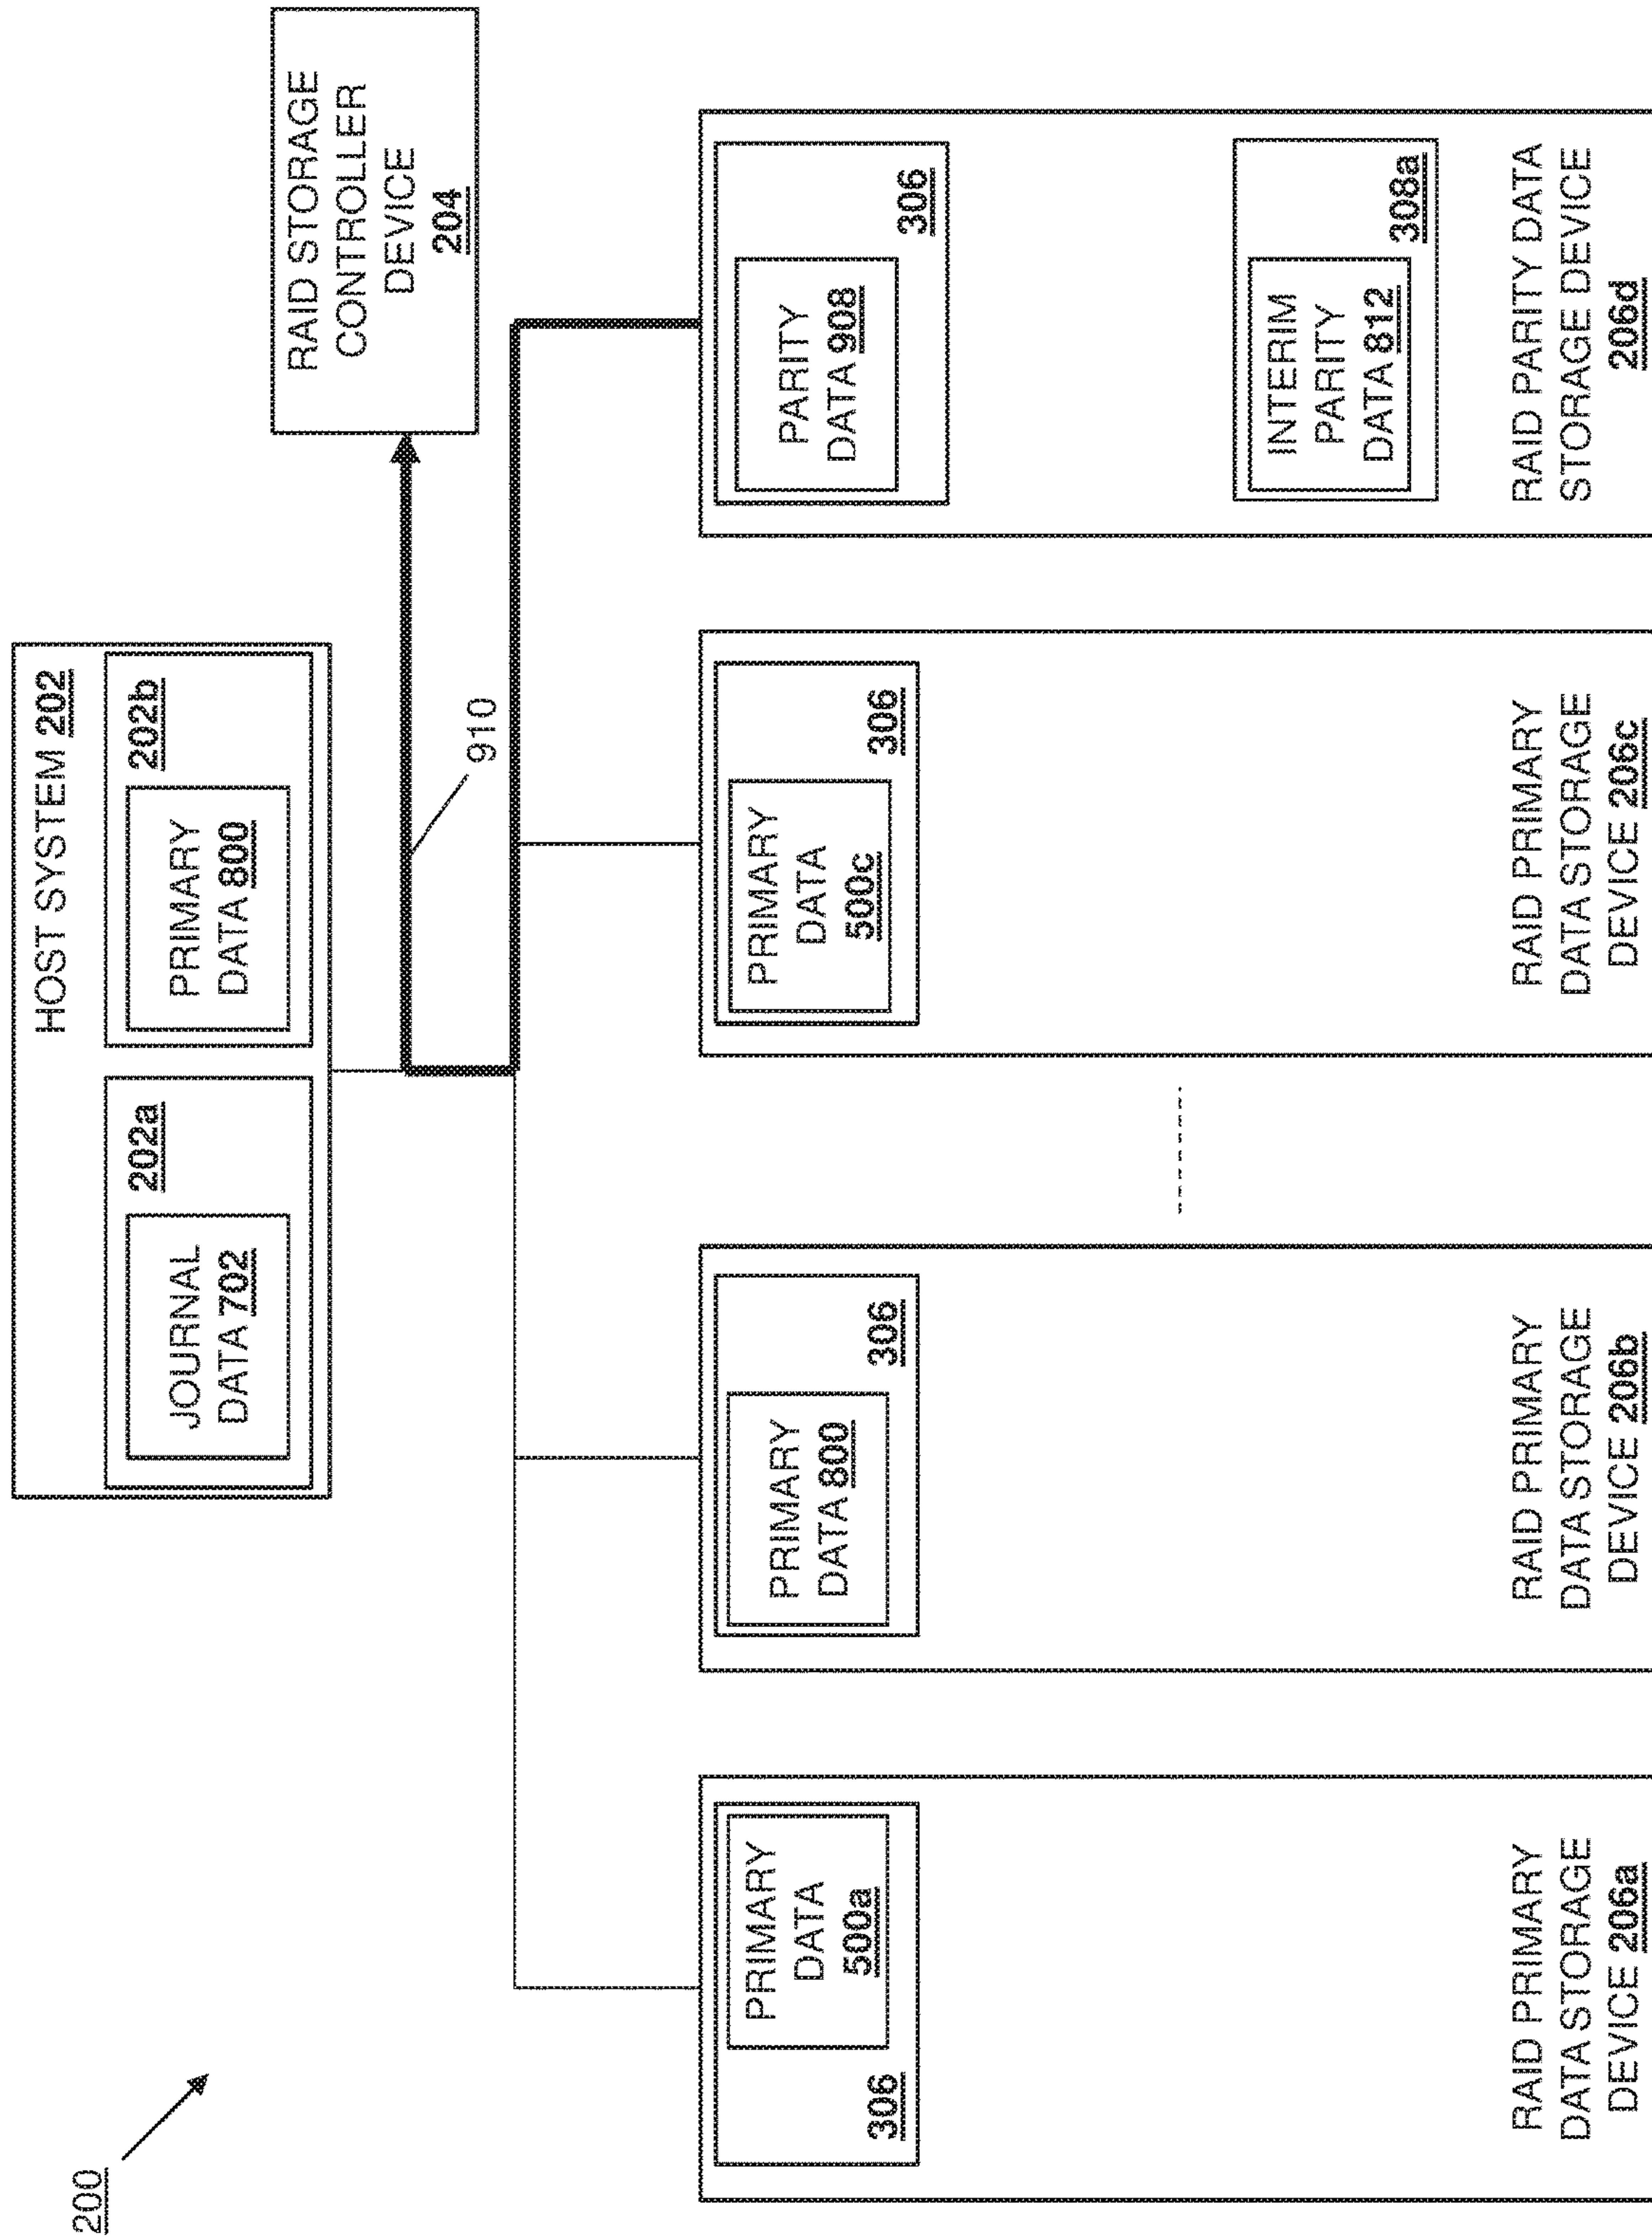 200
HOST SYSTEM 202
202a
JOURNAL
DATA 702
202b
PRIMARY
DATA 800
RAID STORAGE
CONTROLLER
DEVICE
204
910
306
PRIMARY
DATA
500a
RAID PRIMARY
DATA STORAGE
DEVICE 206a
PRIMARY
DATA 800
306
RAID PRIMARY
DATA STORAGE
DEVICE 206b
PRIMARY
DATA
500c
306
RAID PRIMARY
DATA STORAGE
DEVICE 206c
PARITY
DATA 908
306
INTERIM
PARITY
DATA 812
308a
RAID PARITY DATA
STORAGE DEVICE
206d